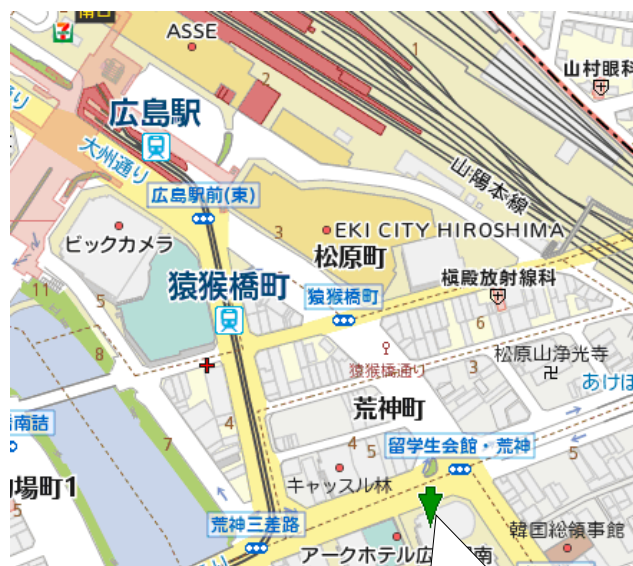 南口
ASSE
1
2
山村眼科
広島駅
大州通り
山陽本線
広島駅前(東)
3
EKI CITY HIROSHIMA
ビックカメラ
松原町
槇殿放射線科
猿猴橋町
猿猴橋町
11
5
6
8
松原山浄光寺
猿猴橋通り
3
あけぼ
荒神町
南詰
4
7
4
5
留学生会館・荒神
5
キャッスル林
場町1
5
荒神三差路
韓国総領事館
アークホテル広
南